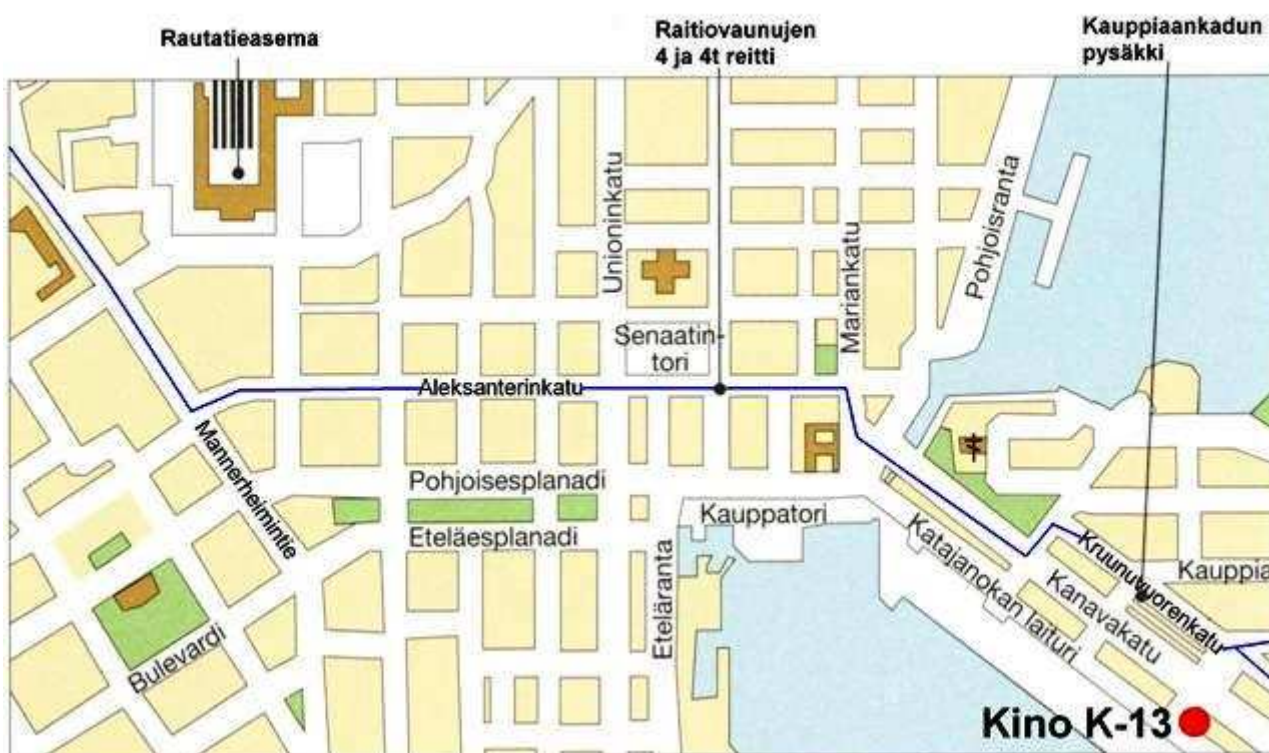 Rautatieasema
Raitiovaunujen
4 ja 4t reitti
Kauppiaankadun
pysäkki
Unioninkatu
Mariankatu
Pohjoisranta
Senaatin-
tori
Aleksanterinkatu
Mannerheimintie
Pohjoisesplanadi
Eteläesplanadi
Kauppatori
Eteläranta
Katajanokan laituri
Kanavakatu
Kruunuvuorenkatu
Kauppia
Bulevardi
Kino K-13